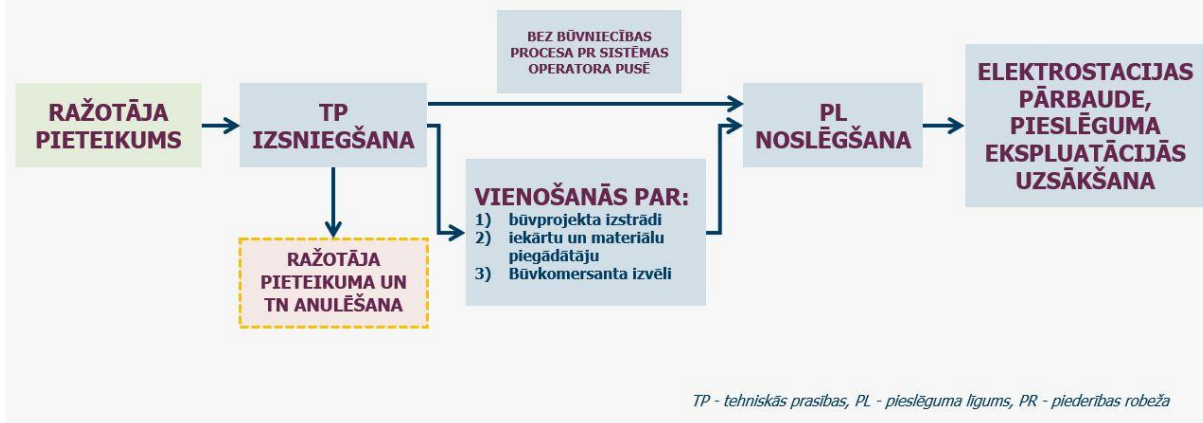 BEZ BŪVNIECĪBAS
PROCESA PR SISTĒMAS
OPERATORA PUSĒ
RAŽOTĀJA
PIETEIKUMS
TP
IZSNIEGŠANA
PL
NOSLĒGŠANA
ELEKTROSTACIJAS
PĀRBAUDE,
PIESLĒGUMA
EKSPLUATĀCIJĀS
UZSĀKŠANA
VIENOŠANĀS PAR:
1) būvprojekta izstrādi
2) iekārtu un materiālu
piegādātāju
3) Būvkomersanta izvēli
RAŽOTĀJA
PIETEIKUMA UN
TN ANULĒŠANA
TP - tehniskās prasības, PL - pieslēguma līgums, PR - piederības robeža